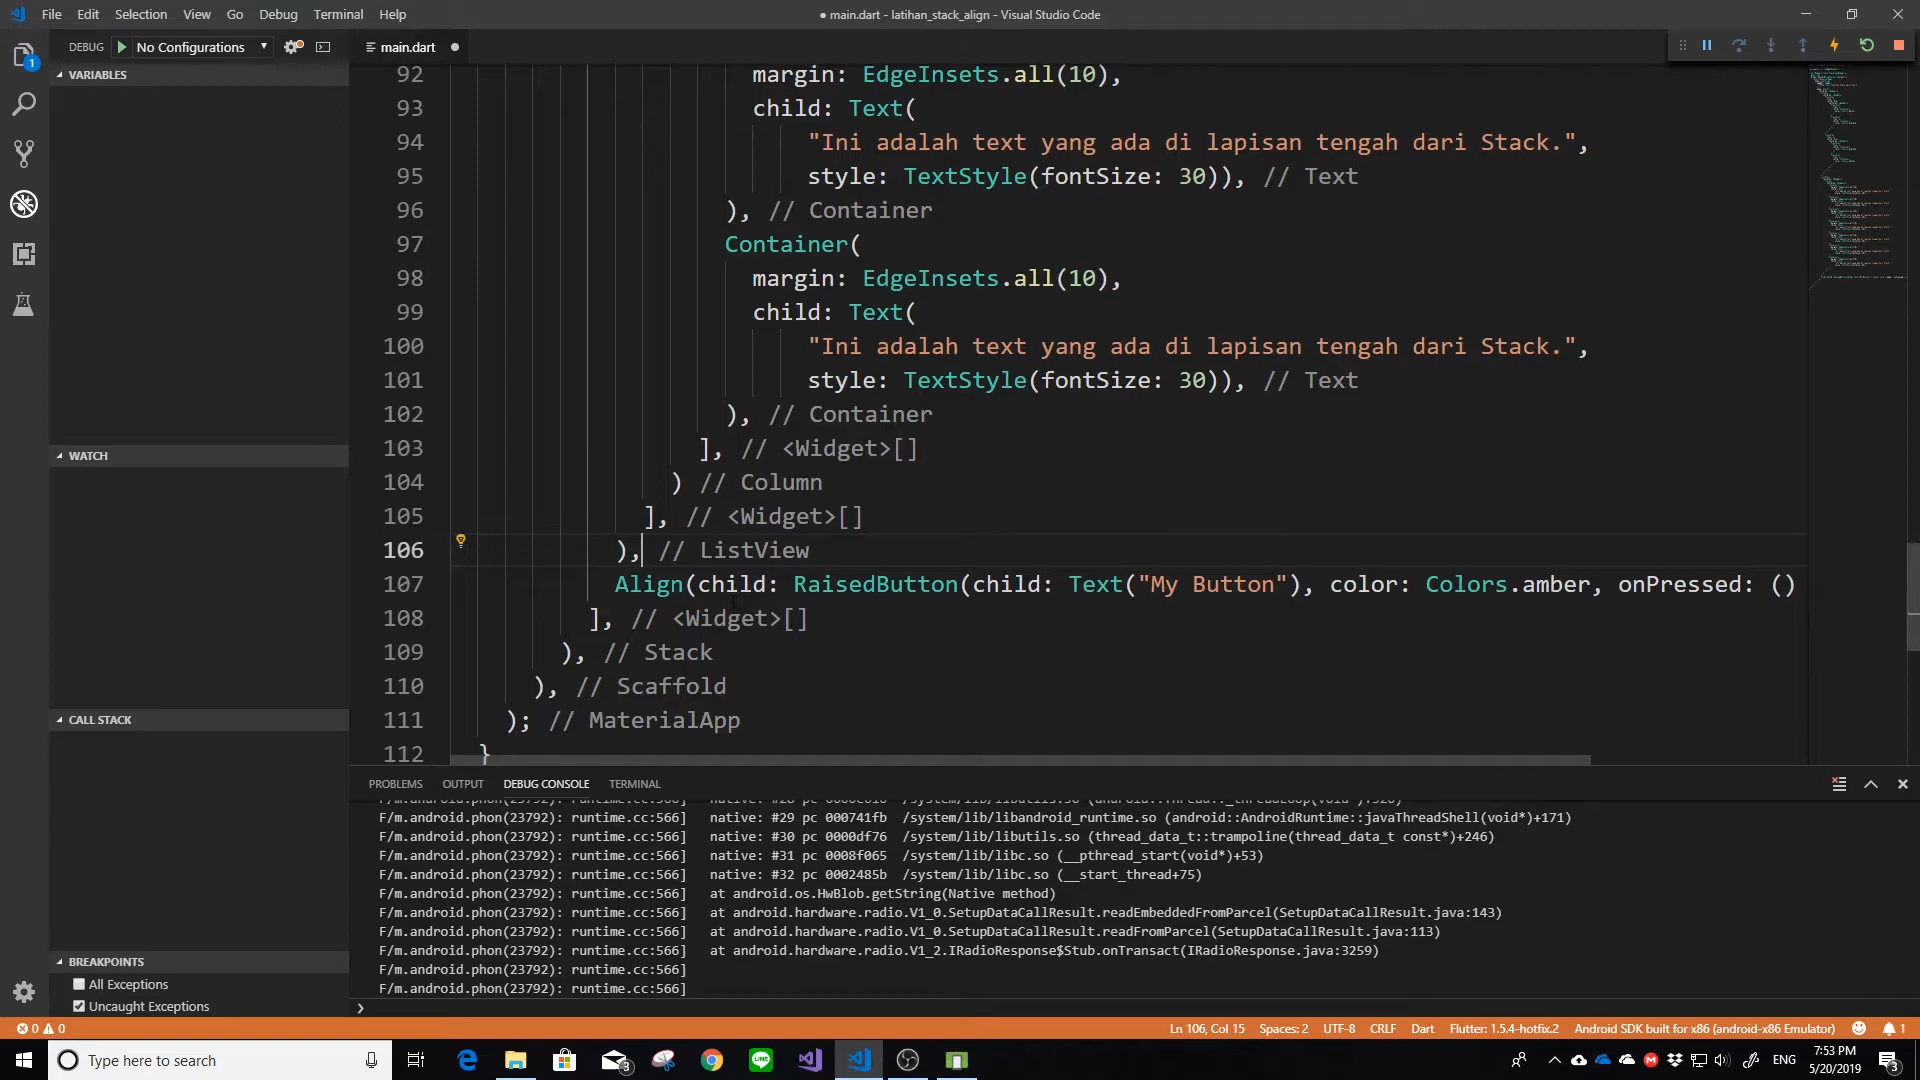 File Edit Selection View Go Debug Terminal Help
● main.dart - latihan_stack_align - Visual Studio Code
DEBUG No Configurations
main.dart
1
VARIABLES
WATCH
CALL STACK
BREAKPOINTS
All Exceptions
Uncaught Exceptions
92 margin: EdgeInsets.all(10),
93 child: Text(
94 "Ini adalah text yang ada di lapisan tengah dari Stack.",
95 style: TextStyle(fontSize: 30)), // Text
96 ), // Container
97 Container(
98 margin: EdgeInsets.all(10),
99 child: Text(
100 "Ini adalah text yang ada di lapisan tengah dari Stack.",
101 style: TextStyle(fontSize: 30)), // Text
102 ), // Container
103 ], // <Widget>[]
104 ) // Column
105 ], // <Widget>[]
106 ), // ListView
107 Align(child: RaisedButton(child: Text("My Button"), color: Colors.amber, onPressed: ()
108 ], // <Widget>[]
109 ), // Stack
110 ), // Scaffold
111 ); // MaterialApp
112 }
PROBLEMS OUTPUT DEBUG CONSOLE TERMINAL
F/m.android.phon(23792): runtime.cc:566] native: #29 pc 000741fb /system/lib/libandroid_runtime.so (android::AndroidRuntime::javaThreadShell(void*)+171)
F/m.android.phon(23792): runtime.cc:566] native: #30 pc 0000df76 /system/lib/libutils.so (thread_data_t::trampoline(thread_data_t const*)+246)
F/m.android.phon(23792): runtime.cc:566] native: #31 pc 0008f065 /system/lib/libc.so (__pthread_start(void*)+53)
F/m.android.phon(23792): runtime.cc:566] native: #32 pc 0002485b /system/lib/libc.so (__start_thread+75)
F/m.android.phon(23792): runtime.cc:566] at android.os.HwBlob.getString(Native method)
F/m.android.phon(23792): runtime.cc:566] at android.hardware.radio.V1_0.SetupDataCallResult.readEmbeddedFromParcel(SetupDataCallResult.java:143)
F/m.android.phon(23792): runtime.cc:566] at android.hardware.radio.V1_0.SetupDataCallResult.readFromParcel(SetupDataCallResult.java:113)
F/m.android.phon(23792): runtime.cc:566] at android.hardware.radio.V1_2.IRadioResponse$Stub.onTransact(IRadioResponse.java:3259)
F/m.android.phon(23792): runtime.cc:566]
F/m.android.phon(23792): runtime.cc:566]
0 0 Ln 106, Col 15 Spaces: 2 UTF-8 CRLF Dart Flutter: 1.5.4-hotfix.2 Android SDK built for x86 (android-x86 Emulator) 1
Type here to search
3
LINE
ENG
7:53 PM
5/20/2019
3